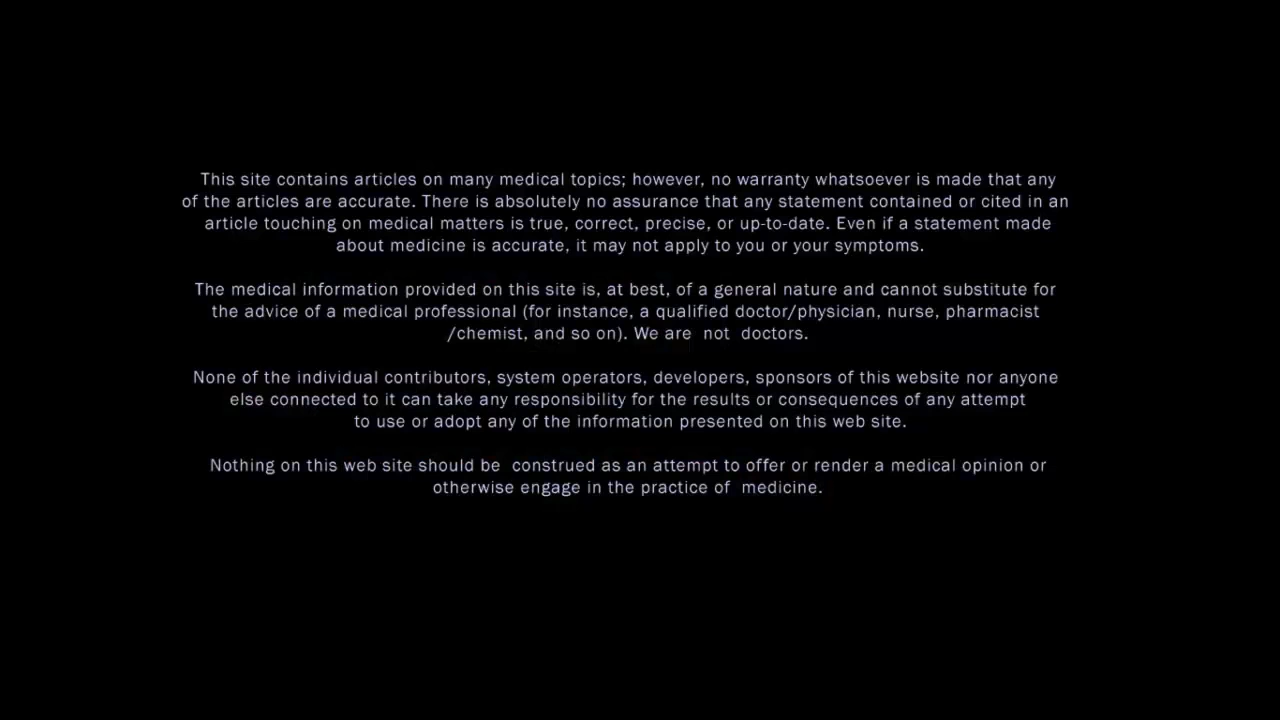 This site contains articles on many medical topics; however, no warranty whatsoever is made that any
of the articles are accurate. There is absolutely no assurance that any statement contained or cited in an
article touching on medical matters is true, correct, precise, or up-to-date. Even if a statement made
about medicine is accurate, it may not apply to you or your symptoms.
The medical information provided on this site is, at best, of a general nature and cannot substitute for
the advice of a medical professional (for instance, a qualified doctor/physician, nurse, pharmacist
/chemist, and so on). We are not doctors.
None of the individual contributors, system operators, developers, sponsors of this website nor anyone
else connected to it can take any responsibility for the results or consequences of any attempt
to use or adopt any of the information presented on this web site.
Nothing on this web site should be construed as an attempt to offer or render a medical opinion or
otherwise engage in the practice of medicine.